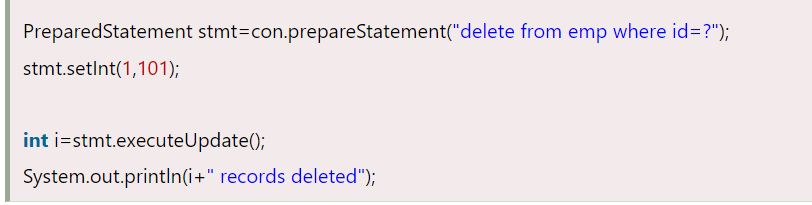 PreparedStatement stmt=con.prepareStatement("delete from emp where id=?");
stmt.setInt(1,101);
int i=stmt.executeUpdate();
System.out.println(i+" records deleted");